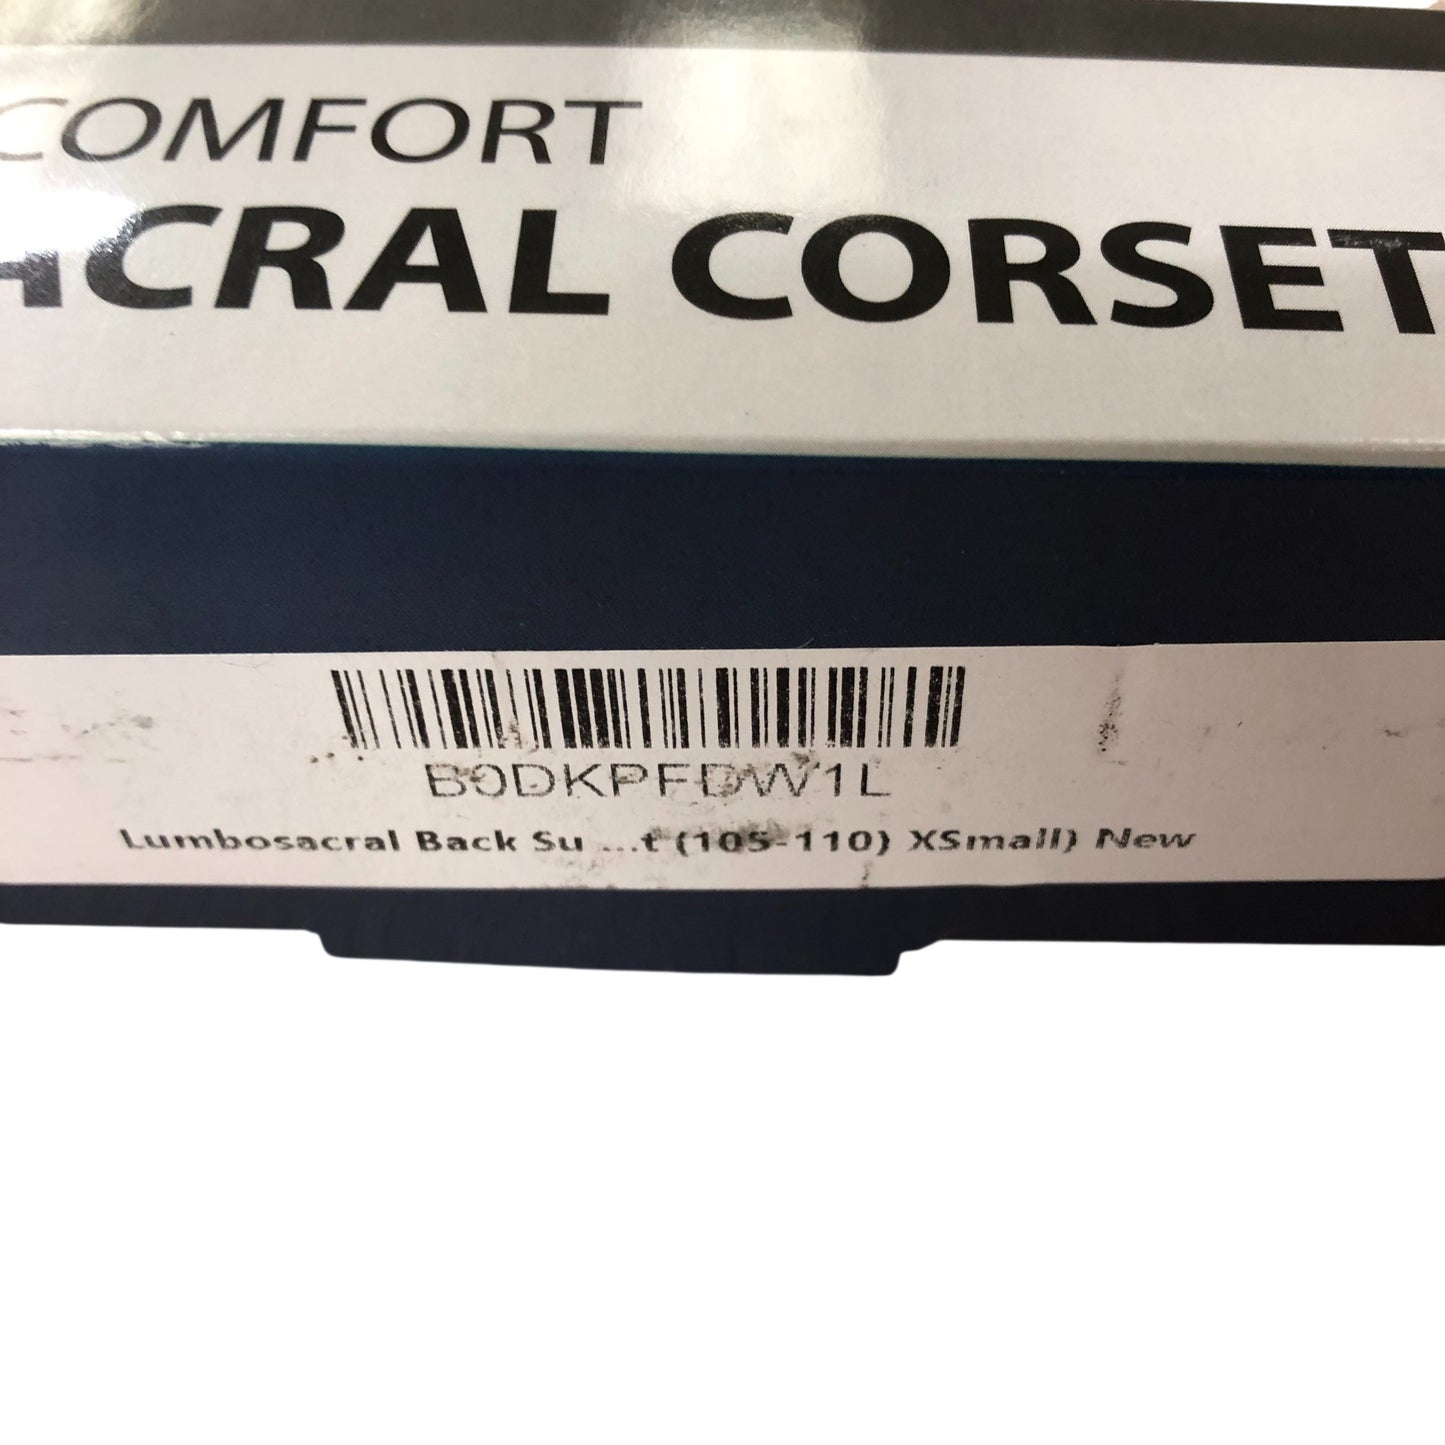 COMFORT
ACRAL CORSET
B0DKPFDW1L
Lumbosacral Back Su ...t (105-110) XSmall) New